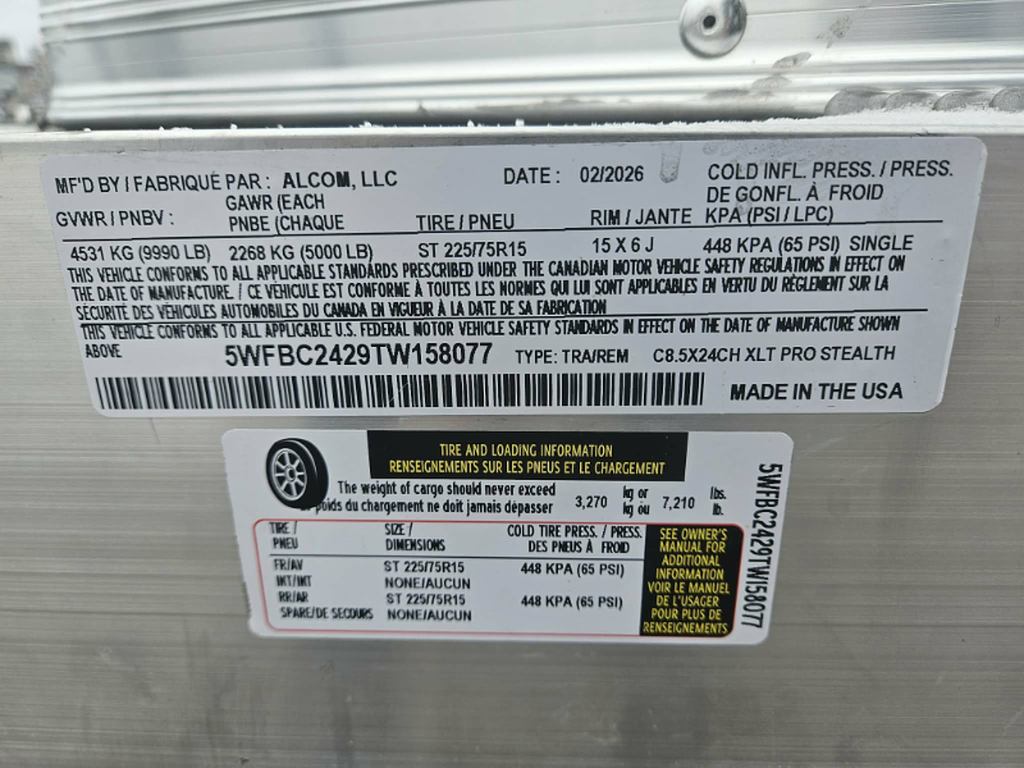 MF'D BY / FABRIQUÉ PAR : ALCOM, LLC DATE : 02/2026 COLD INFL. PRESS. / PRESS.
DE GONFL. À FROID
GVWR / PNBV : GAWR (EACH
PNBE (CHAQUE TIRE / PNEU RIM / JANTE KPA (PSI / LPC)
4531 KG (9990 LB) 2268 KG (5000 LB) ST 225/75R15 15 X 6 J 448 KPA (65 PSI) SINGLE
THIS VEHICLE CONFORMS TO ALL APPLICABLE STANDARDS PRESCRIBED UNDER THE CANADIAN MOTOR VEHICLE SAFETY REGULATIONS IN EFFECT ON
THE DATE OF MANUFACTURE. / CE VÉHICULE EST CONFORME À TOUTES LES NORMES QUI LUI SONT APPLICABLES EN VERTU DU RÈGLEMENT SUR LA
SÉCURITÉ DES VÉHICULES AUTOMOBILES DU CANADA EN VIGUEUR À LA DATE DE SA FABRICATION
THIS VEHICLE CONFORMS TO ALL APPLICABLE U.S. FEDERAL MOTOR VEHICLE SAFETY STANDARDS IN EFFECT ON THE DATE OF MANUFACTURE SHOWN
ABOVE 5WFBC2429TW158077 TYPE: TRA/REM C8.5X24CH XLT PRO STEALTH
MADE IN THE USA
TIRE AND LOADING INFORMATION
RENSEIGNEMENTS SUR LES PNEUS ET LE CHARGEMENT
The weight of cargo should never exceed 3,270 kg or 7,210 lbs.
poids du chargement ne doit jamais dépasser kg ou lb.
TIRE / SIZE / COLD TIRE PRESS. / PRESS.
PNEU DIMENSIONS DES PNEUS À FROID
FR/AV ST 225/75R15 448 KPA (65 PSI)
INT/INT NONE/AUCUN
RR/AR ST 225/75R15 448 KPA (65 PSI)
SPARE/DE SECOURS NONE/AUCUN
SEE OWNER'S
MANUAL FOR
ADDITIONAL
INFORMATION
VOIR LE MANUEL
DE L'USAGER
POUR PLUS DE
RENSEIGNEMENTS
5WFBC2429TW158077